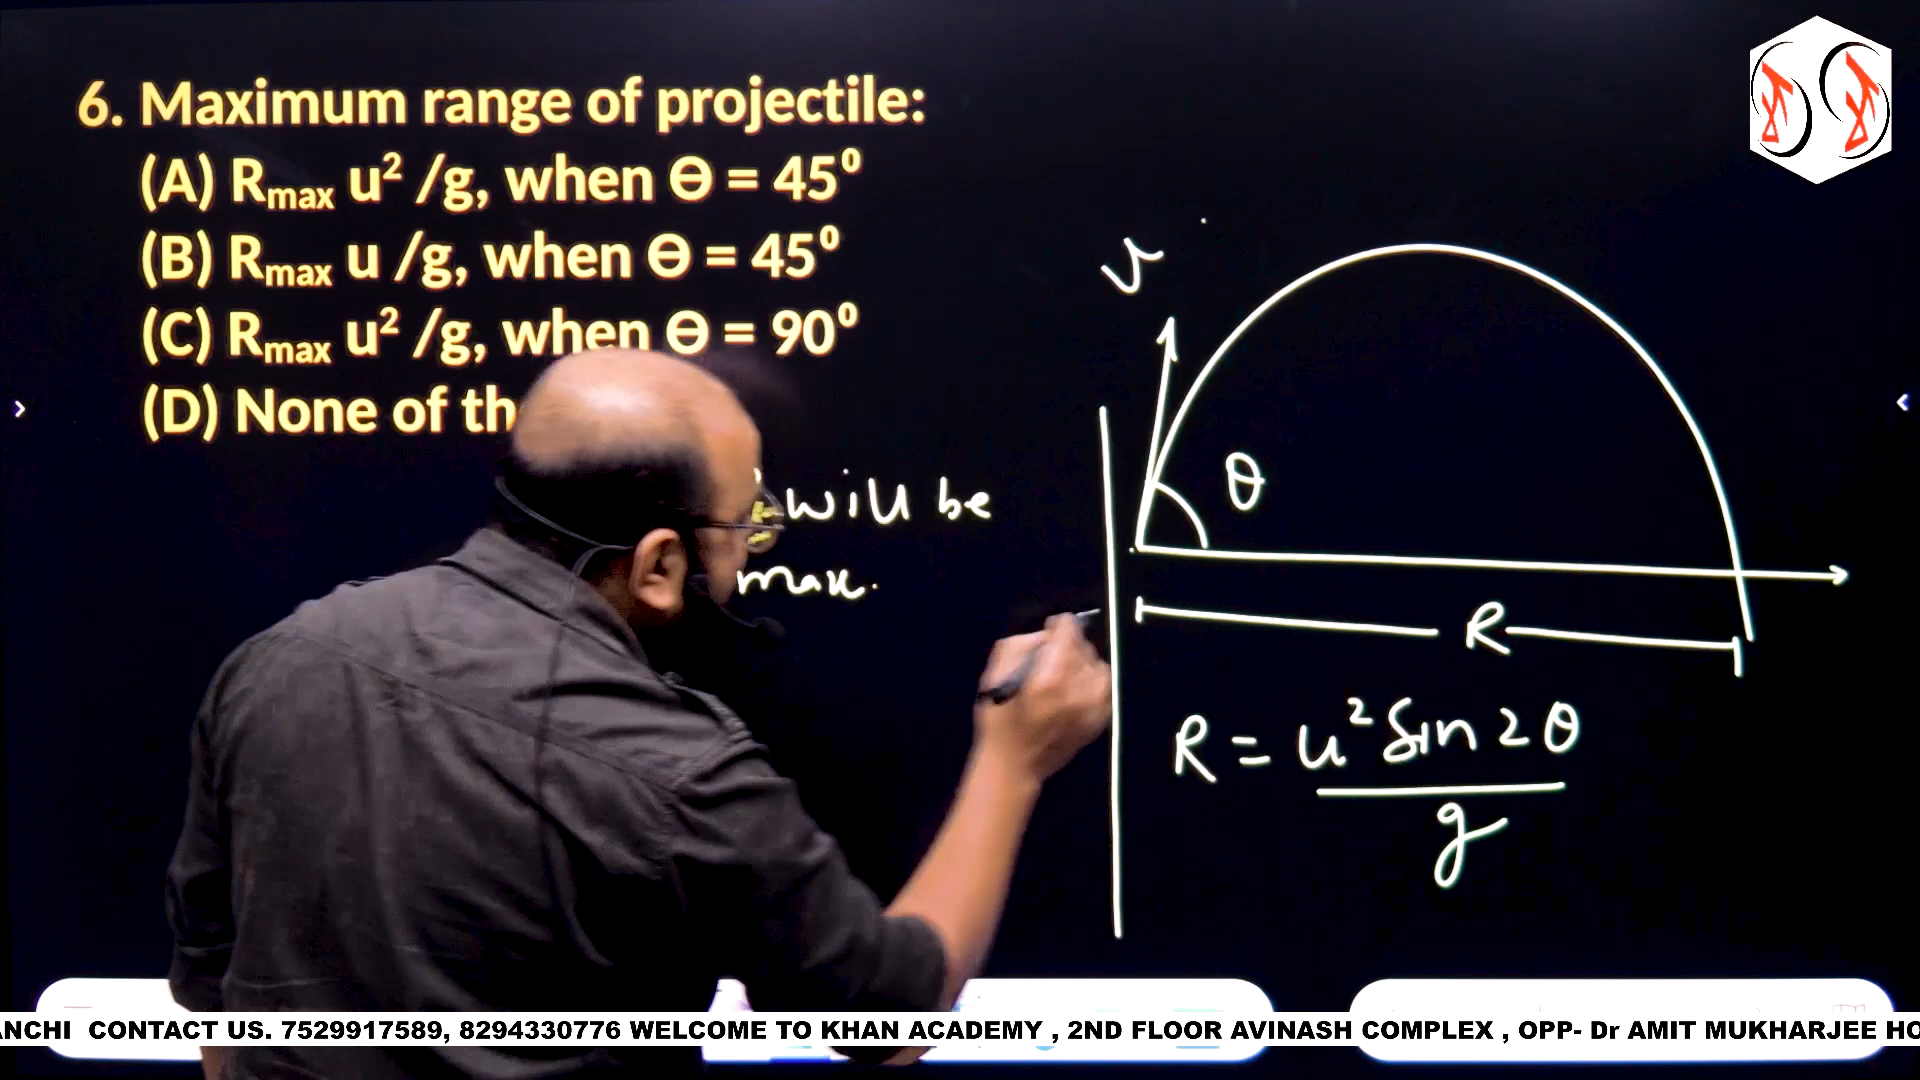 6. Maximum range of projectile:
(A) Rmax u² /g, when Θ = 45⁰
(B) Rmax u /g, when Θ = 45⁰
(C) Rmax u² /g, when Θ = 90⁰
(D) None of th
will be
max.
u
θ
R
R = u² Sin 2θ
g
ANCHI CONTACT US. 7529917589, 8294330776 WELCOME TO KHAN ACADEMY , 2ND FLOOR AVINASH COMPLEX , OPP- Dr AMIT MUKHARJEE HO